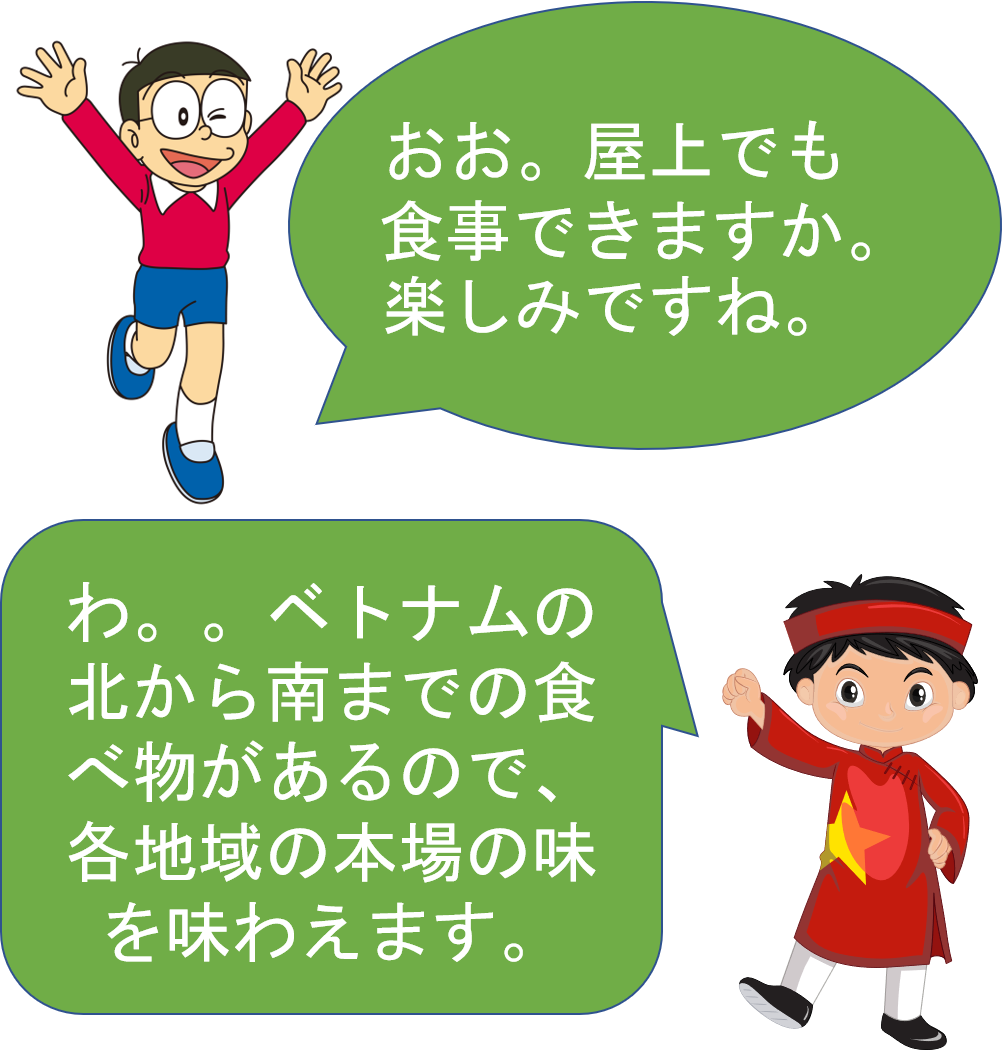 おお。屋上でも
食事できますか。
楽しみですね。
わ。。ベトナムの
北から南までの食
べ物があるので、
各地域の本場の味
を味わえます。